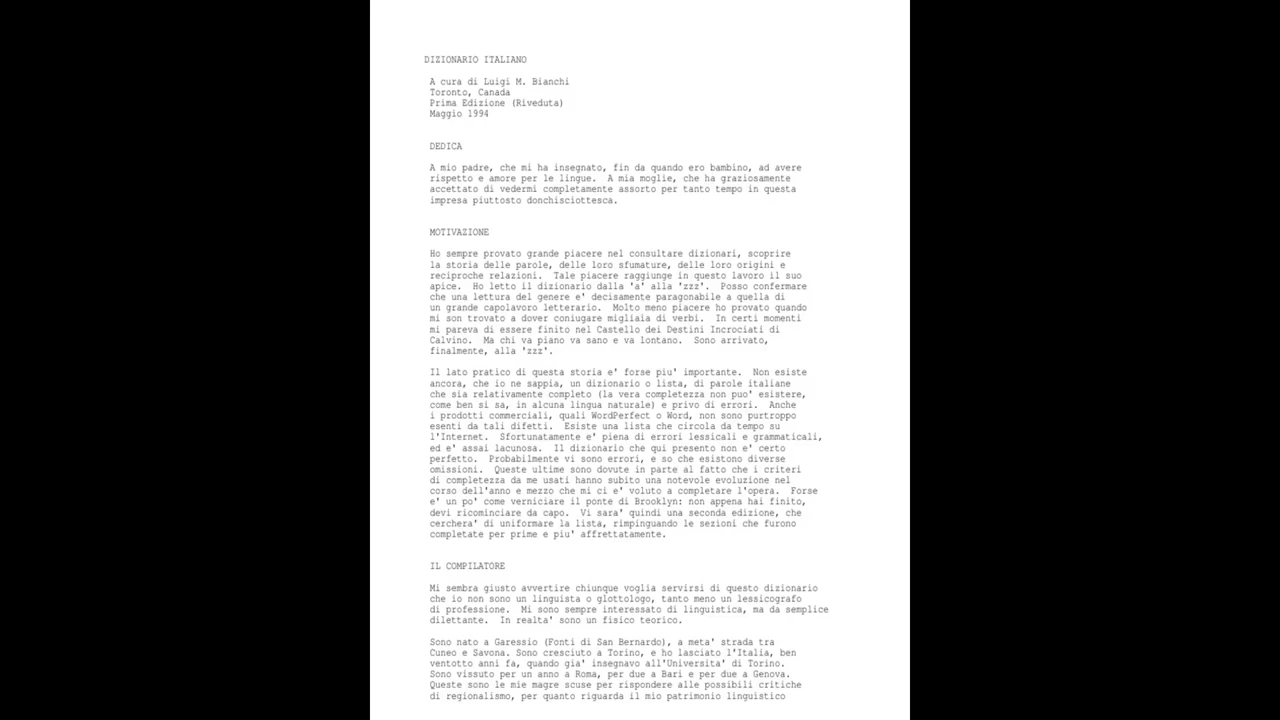 DIZIONARIO ITALIANO
A cura di Luigi M. Bianchi
Toronto, Canada
Prima Edizione (Riveduta)
Maggio 1994
DEDICA
A mio padre, che mi ha insegnato, fin da quando ero bambino, ad avere
rispetto e amore per le lingue.  A mia moglie, che ha graziosamente
accettato di vedermi completamente assorto per tanto tempo in questa
impresa piuttosto donchisciottesca.
MOTIVAZIONE
Ho sempre provato grande piacere nel consultare dizionari, scoprire
la storia delle parole, delle loro sfumature, delle loro origini e
reciproche relazioni.  Tale piacere raggiunge in questo lavoro il suo
apice.  Ho letto il dizionario dalla 'a' alla 'zzz'.  Posso confermare
che una lettura del genere e' decisamente paragonabile a quella di
un grande capolavoro letterario.  Molto meno piacere ho provato quando
mi son trovato a dover coniugare migliaia di verbi.  In certi momenti
mi pareva di essere finito nel Castello dei Destini Incrociati di
Calvino.  Ma chi va piano va sano e va lontano.  Sono arrivato,
finalmente, alla 'zzz'.
Il lato pratico di questa storia e' forse piu' importante.  Non esiste
ancora, che io ne sappia, un dizionario o lista, di parole italiane
che sia relativamente completo (la vera completezza non puo' esistere,
come ben si sa, in alcuna lingua naturale) e privo di errori.  Anche
i prodotti commerciali, quali WordPerfect o Word, non sono purtroppo
esenti da tali difetti.  Esiste una lista che circola da tempo su
l'Internet.  Sfortunatamente e' piena di errori lessicali e grammaticali,
ed e' assai lacunosa.  Il dizionario che qui presento non e' certo
perfetto.  Probabilmente vi sono errori, e so che esistono diverse
omissioni.  Queste ultime sono dovute in parte al fatto che i criteri
di completezza da me usati hanno subito una notevole evoluzione nel
corso dell'anno e mezzo che mi ci e' voluto a completare l'opera.  Forse
e' un po' come verniciare il ponte di Brooklyn: non appena hai finito,
devi ricominciare da capo.  Vi sara' quindi una seconda edizione, che
cerchera' di uniformare la lista, rimpinguando le sezioni che furono
completate per prime e piu' affrettatamente.
IL COMPILATORE
Mi sembra giusto avvertire chiunque voglia servirsi di questo dizionario
che io non sono un linguista o glottologo, tanto meno un lessicografo
di professione.  Mi sono sempre interessato di linguistica, ma da semplice
dilettante.  In realta' sono un fisico teorico.
Sono nato a Garessio (Fonti di San Bernardo), a meta' strada tra
Cuneo e Savona. Sono cresciuto a Torino, e ho lasciato l'Italia, ben
ventotto anni fa, quando gia' insegnavo all'Universita' di Torino.
Sono vissuto per un anno a Roma, per due a Bari e per due a Genova.
Queste sono le mie magre scuse per rispondere alle possibili critiche
di regionalismo, per quanto riguarda il mio patrimonio linguistico